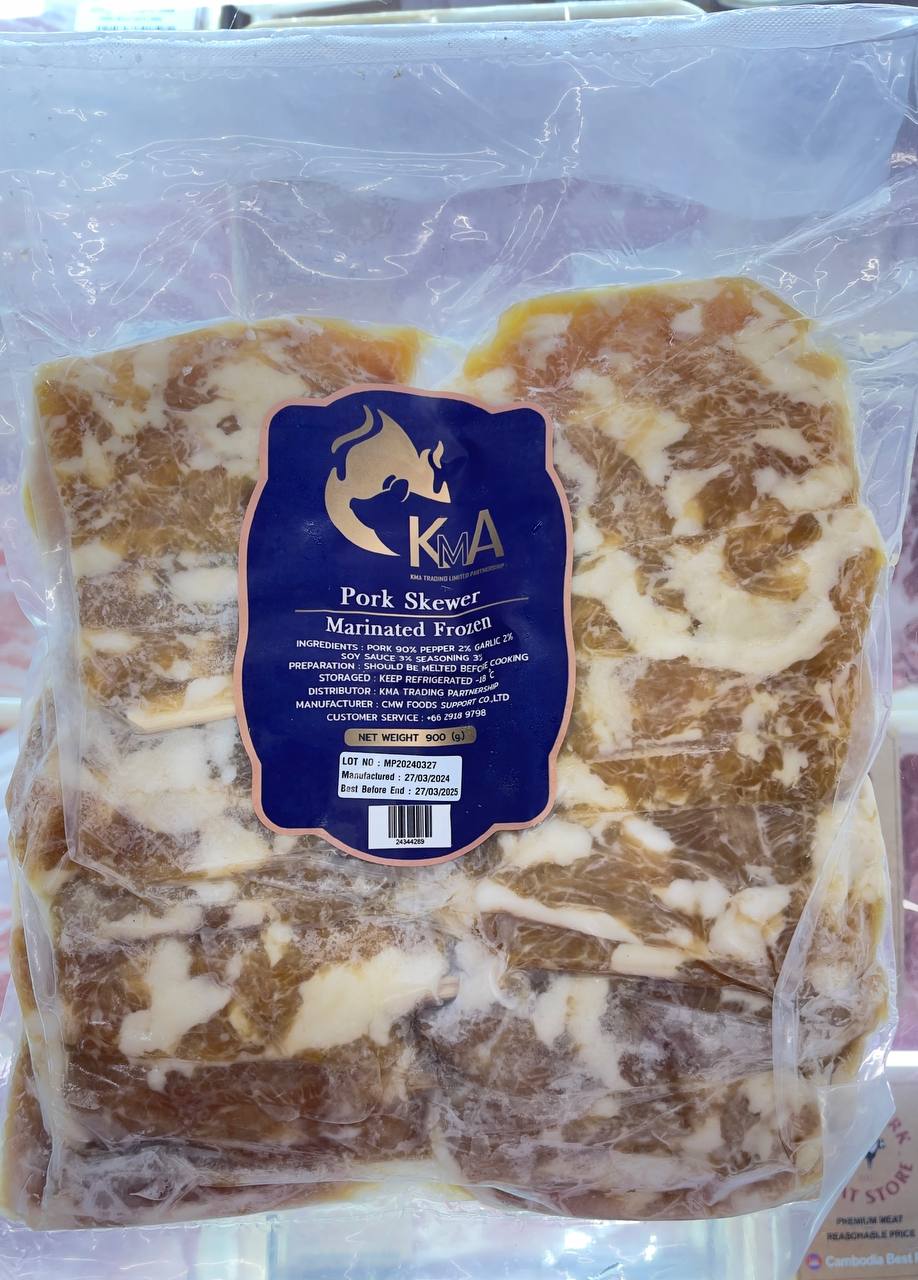 KMA
KMA TRADING LIMITED PARTNERSHIP
Pork Skewer
Marinated Frozen
INGREDIENTS : PORK 90% PEPPER 2% GARLIC 2%
SOY SAUCE 3% SEASONING 3%
PREPARATION : SHOULD BE MELTED BEFORE COOKING
STORAGED : KEEP REFRIGERATED -18 °C
DISTRIBUTOR : KMA TRADING PARTNERSHIP
MANUFACTURER : CMW FOODS SUPPORT CO.,LTD
CUSTOMER SERVICE : +66 2918 9798
NET WEIGHT 900 (g)
LOT NO : MP20240327
Manufactured : 27/03/2024
Best Before End : 27/03/2025
24344269
STORE
PREMIUM MEAT
REASONABLE PRICE
Cambodia Best